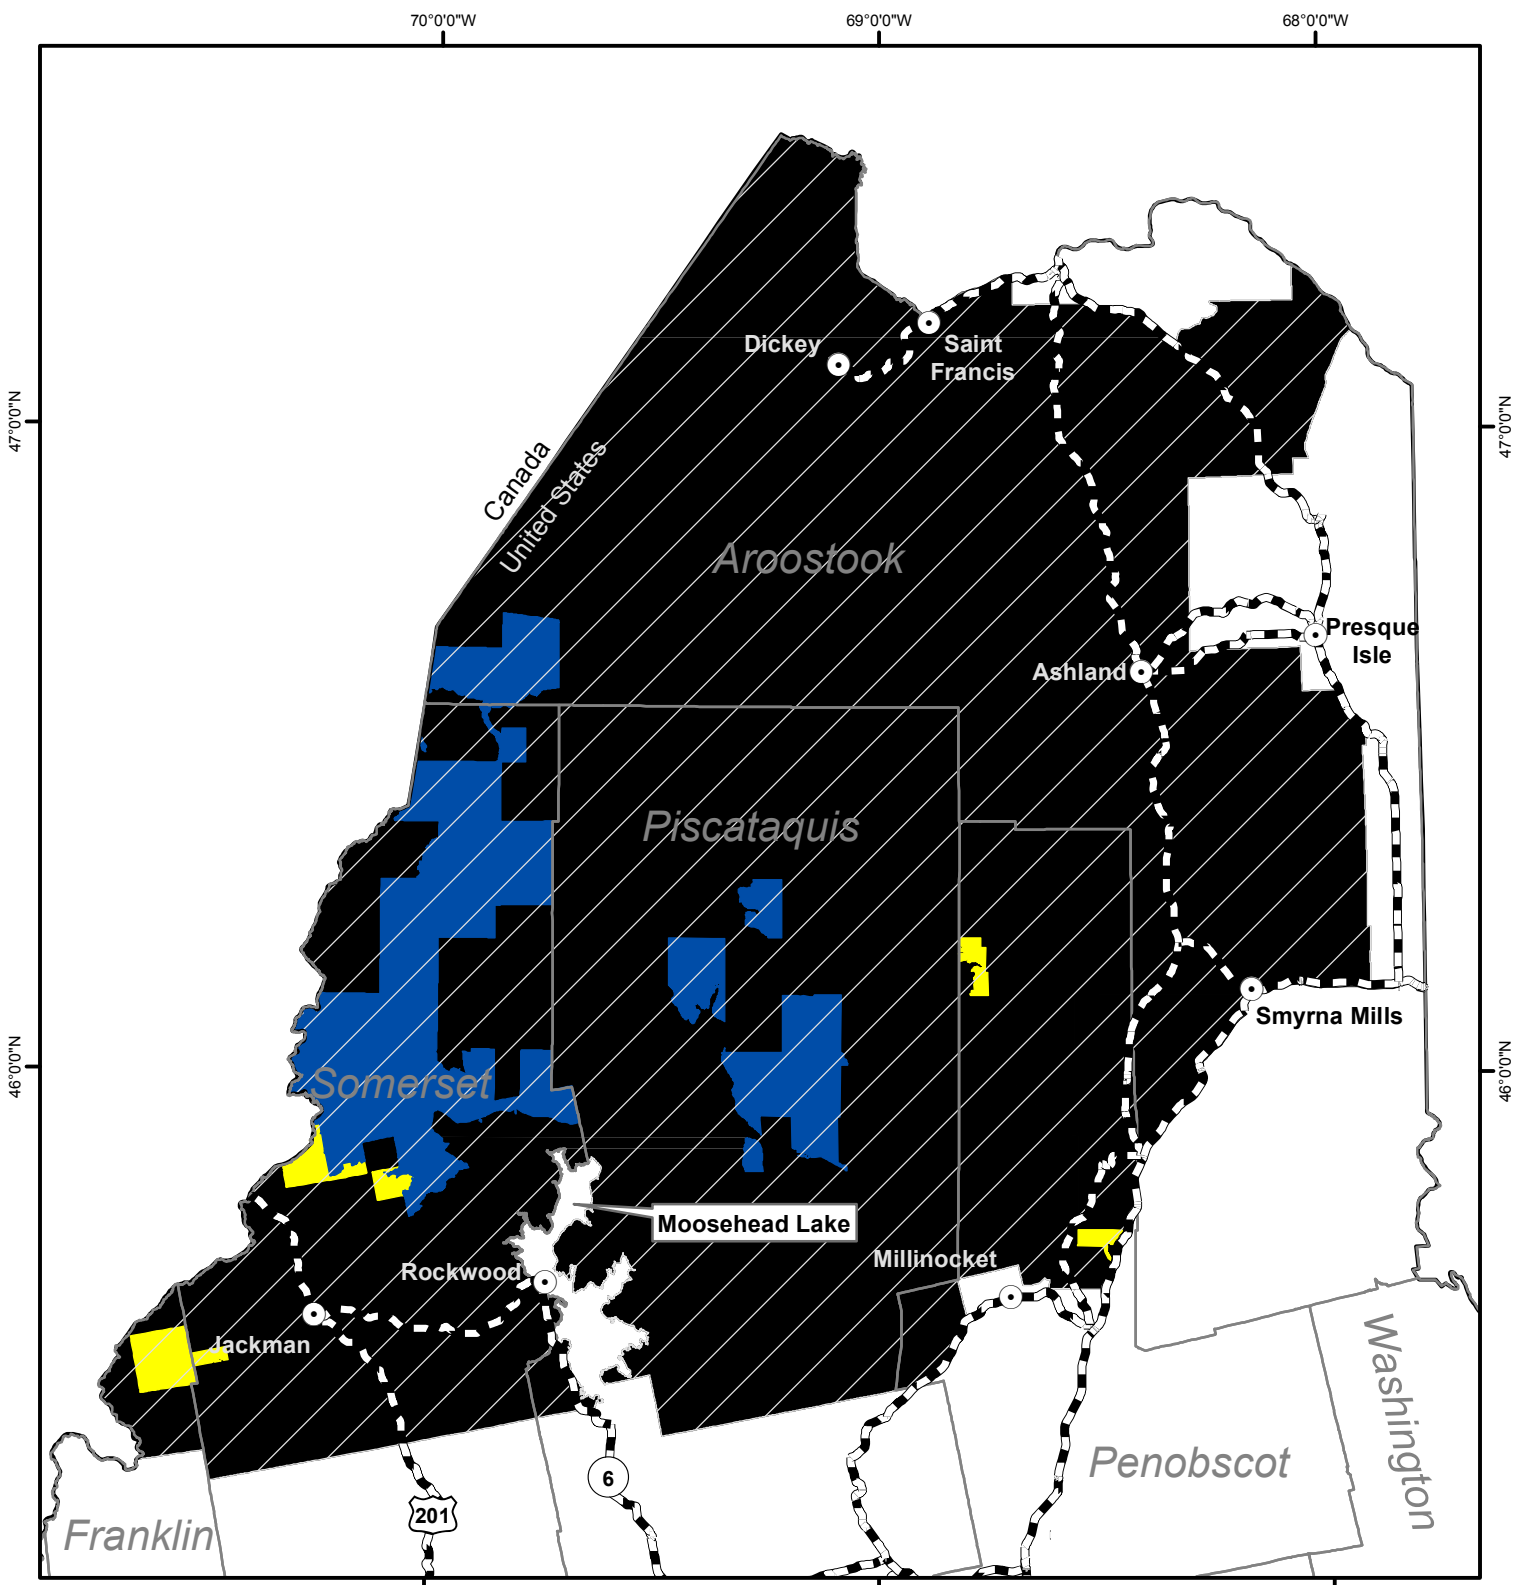 70°0'0"W
69°0'0"W
68°0'0"W
Dickey
Saint
Francis
47°0'0"N
47°0'0"N
Canada
United States
Aroostook
Presque
Isle
Ashland
Piscataquis
Smyrna Mills
46°0'0"N
46°0'0"N
Somerset
Moosehead Lake
Millinocket
Rockwood
Jackman
Washington
Penobscot
6
201
Franklin